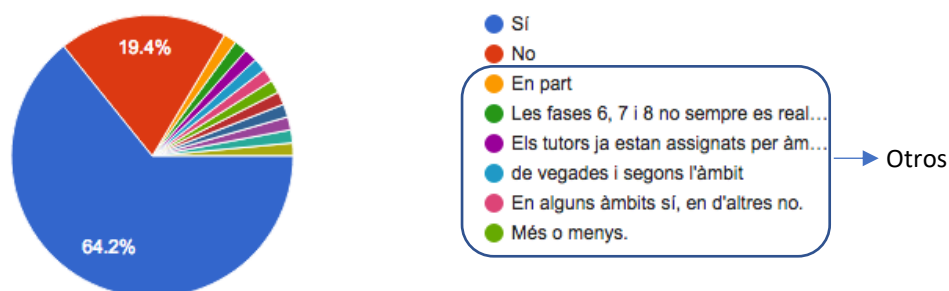 19.4%
64.2%
Sí
No
En part
Les fases 6, 7 i 8 no sempre es real...
Els tutors ja estan assignats per àm...
de vegades i segons l'àmbit
En alguns àmbits sí, en d'altres no.
Més o menys.
Otros